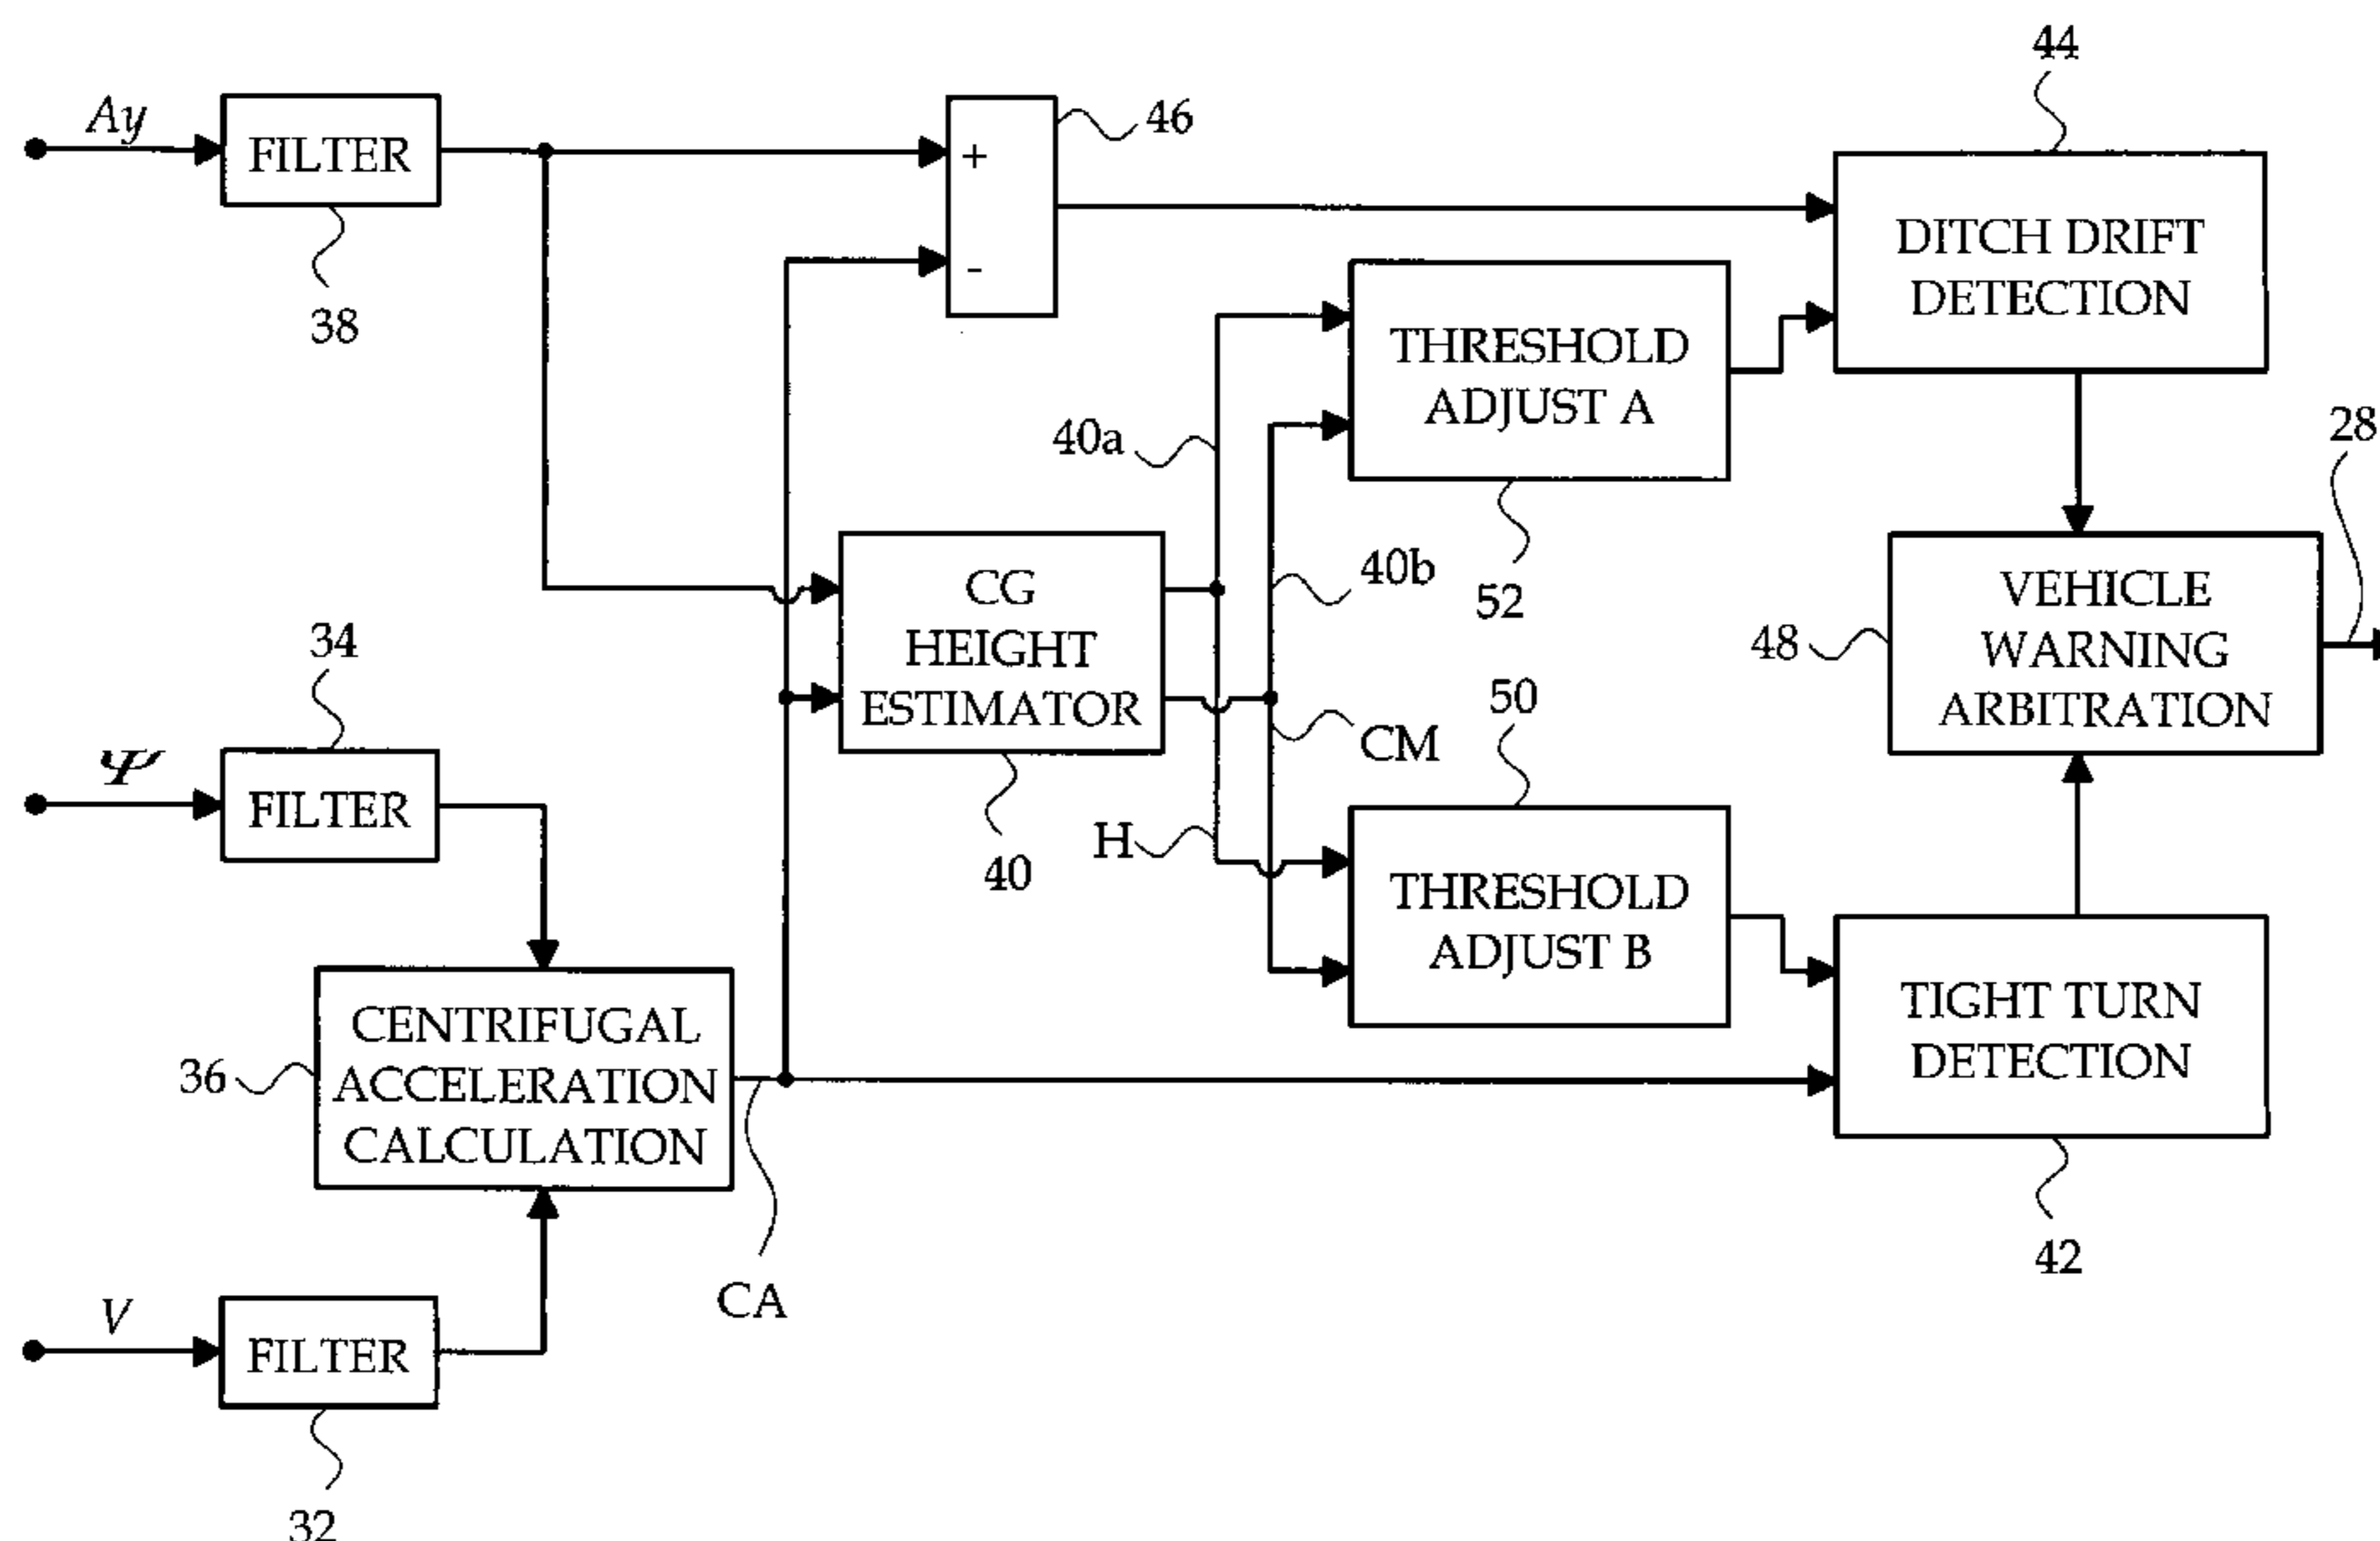 44
Ay
FILTER
38
+
-
46
DITCH DRIFT
DETECTION
THRESHOLD
ADJUST A
52
28
40a
40b
CG
HEIGHT
ESTIMATOR
40
VEHICLE
WARNING
ARBITRATION
48
34
Ψ
FILTER
CM
H
50
THRESHOLD
ADJUST B
TIGHT TURN
DETECTION
42
CENTRIFUGAL
ACCELERATION
CALCULATION
36
CA
V
FILTER
32